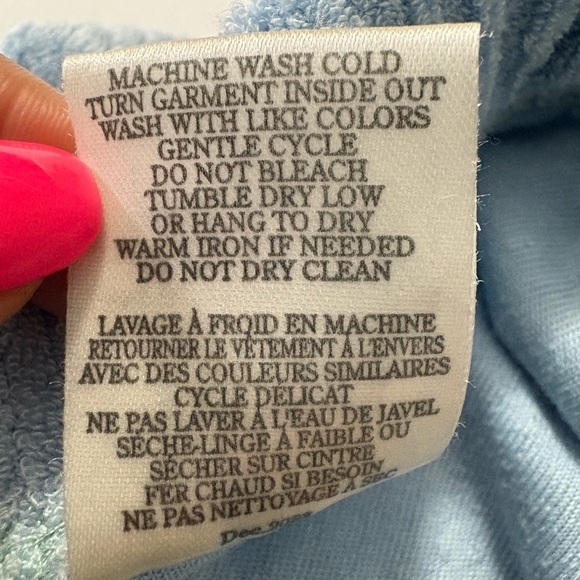 MACHINE WASH COLD
TURN GARMENT INSIDE OUT
WASH WITH LIKE COLORS
GENTLE CYCLE
DO NOT BLEACH
TUMBLE DRY LOW
OR HANG TO DRY
WARM IRON IF NEEDED
DO NOT DRY CLEAN
LAVAGE À FROID EN MACHINE
RETOURNER LE VÊTEMENT À L'ENVERS
AVEC DES COULEURS SIMILAIRES
CYCLE DÉLICAT
NE PAS LAVER À L'EAU DE JAVEL
SÈCHE-LINGE À FAIBLE OU
SÉCHER SUR CINTRE
FER CHAUD SI BESOIN
NE PAS NETTOYAGE À SEC
Dec